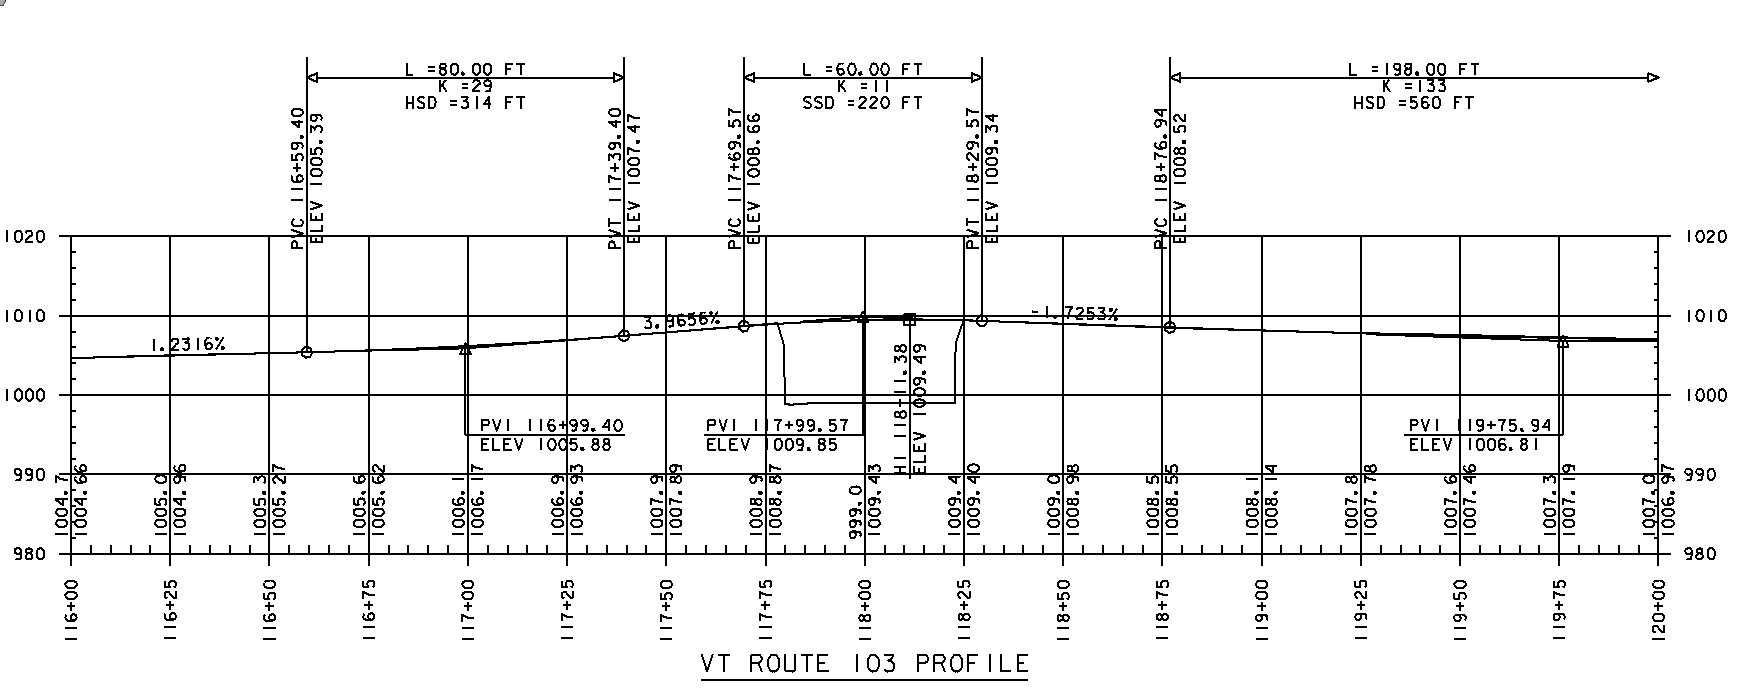 L =80.00 FT
K =29
HSD =314 FT
L =60.00 FT
K =11
SSD =220 FT
L =198.00 FT
K =133
HSD =560 FT
PVC 116+59.40
ELEV 1005.39
PVT 117+39.40
ELEV 1007.47
PVC 117+69.57
ELEV 1008.66
PVT 118+29.57
ELEV 1009.34
PVC 118+76.94
ELEV 1008.52
1020
1020
1010
1010
1000
1000
990
990
980
980
1.2316%
3.9656%
-1.7253%
PVI 116+99.40
ELEV 1005.88
PVI 117+99.57
ELEV 1009.85
HI 118+11.38
ELEV 1009.49
PVI 119+75.94
ELEV 1006.81
1004.7
1004.66
1005.0
1004.96
1005.3
1005.27
1005.6
1005.62
1006.1
1006.17
1006.9
1006.93
1007.9
1007.89
1008.9
1008.87
999.0
1009.43
1009.4
1009.40
1009.0
1008.98
1008.5
1008.55
1008.1
1008.14
1007.8
1007.78
1007.6
1007.46
1007.3
1007.19
1007.0
1006.97
116+00
116+25
116+50
116+75
117+00
117+25
117+50
117+75
118+00
118+25
118+50
118+75
119+00
119+25
119+50
119+75
120+00
VT ROUTE 103 PROFILE